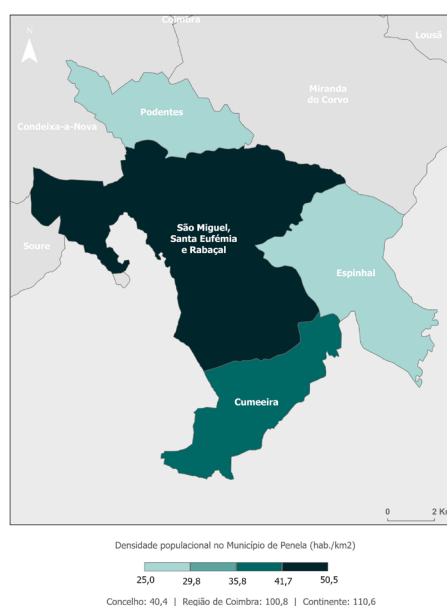 Coimbra
Lousã
N
Miranda
do Corvo
Podentes
Condeixa-a-Nova
São Miguel,
Santa Eufémia
e Rabaçal
Soure
Espinhal
Cumeeira
0 2 K
Densidade populacional no Município de Penela (hab./km2)
25,0 29,8 35,8 41,7 50,5
Concelho: 40,4 | Região de Coimbra: 100,8 | Continente: 110,6